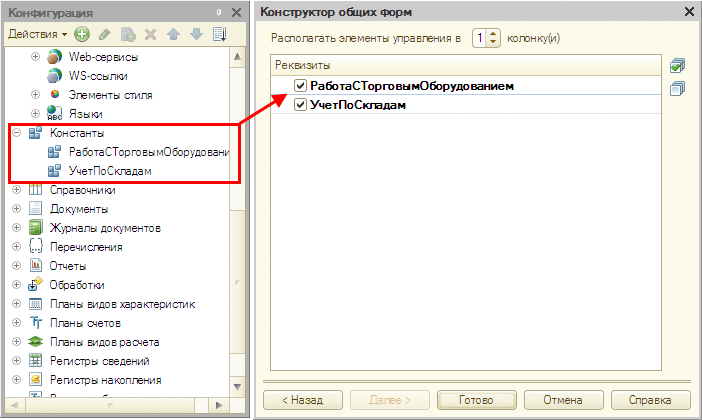 Конфигурация
Действия
Web-сервисы
WS-ссылки
Элементы стиля
Языки
Константы
РаботаСТорговымОборудовани
УчетПоСкладам
Справочники
Документы
Журналы документов
Перечисления
Отчеты
Обработки
Планы видов характеристик
Планы счетов
Планы видов расчета
Регистры сведений
Регистры накопления
Конструктор общих форм
Располагать элементы управления в 1 колонку(и)
Реквизиты
РаботаСТорговымОборудованием
УчетПоСкладам
< Назад Далее > Готово Отмена Справка